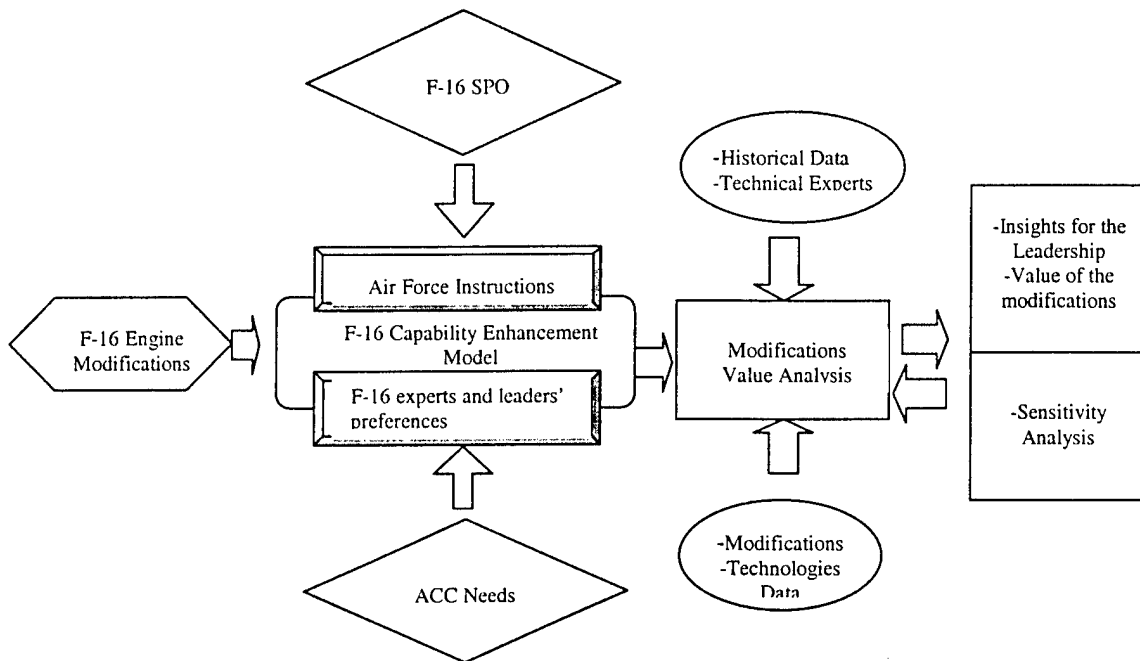 F-16 SPO
-Historical Data
-Technical Experts
-Insights for the
Leadership
-Value of the
modifications
Air Force Instructions
F-16 Engine
Modifications
F-16 Capability Enhancement
Model
Modifications
Value Analysis
F-16 experts and leaders'
preferences
-Sensitivity
Analysis
-Modifications
-Technologies
Data
ACC Needs